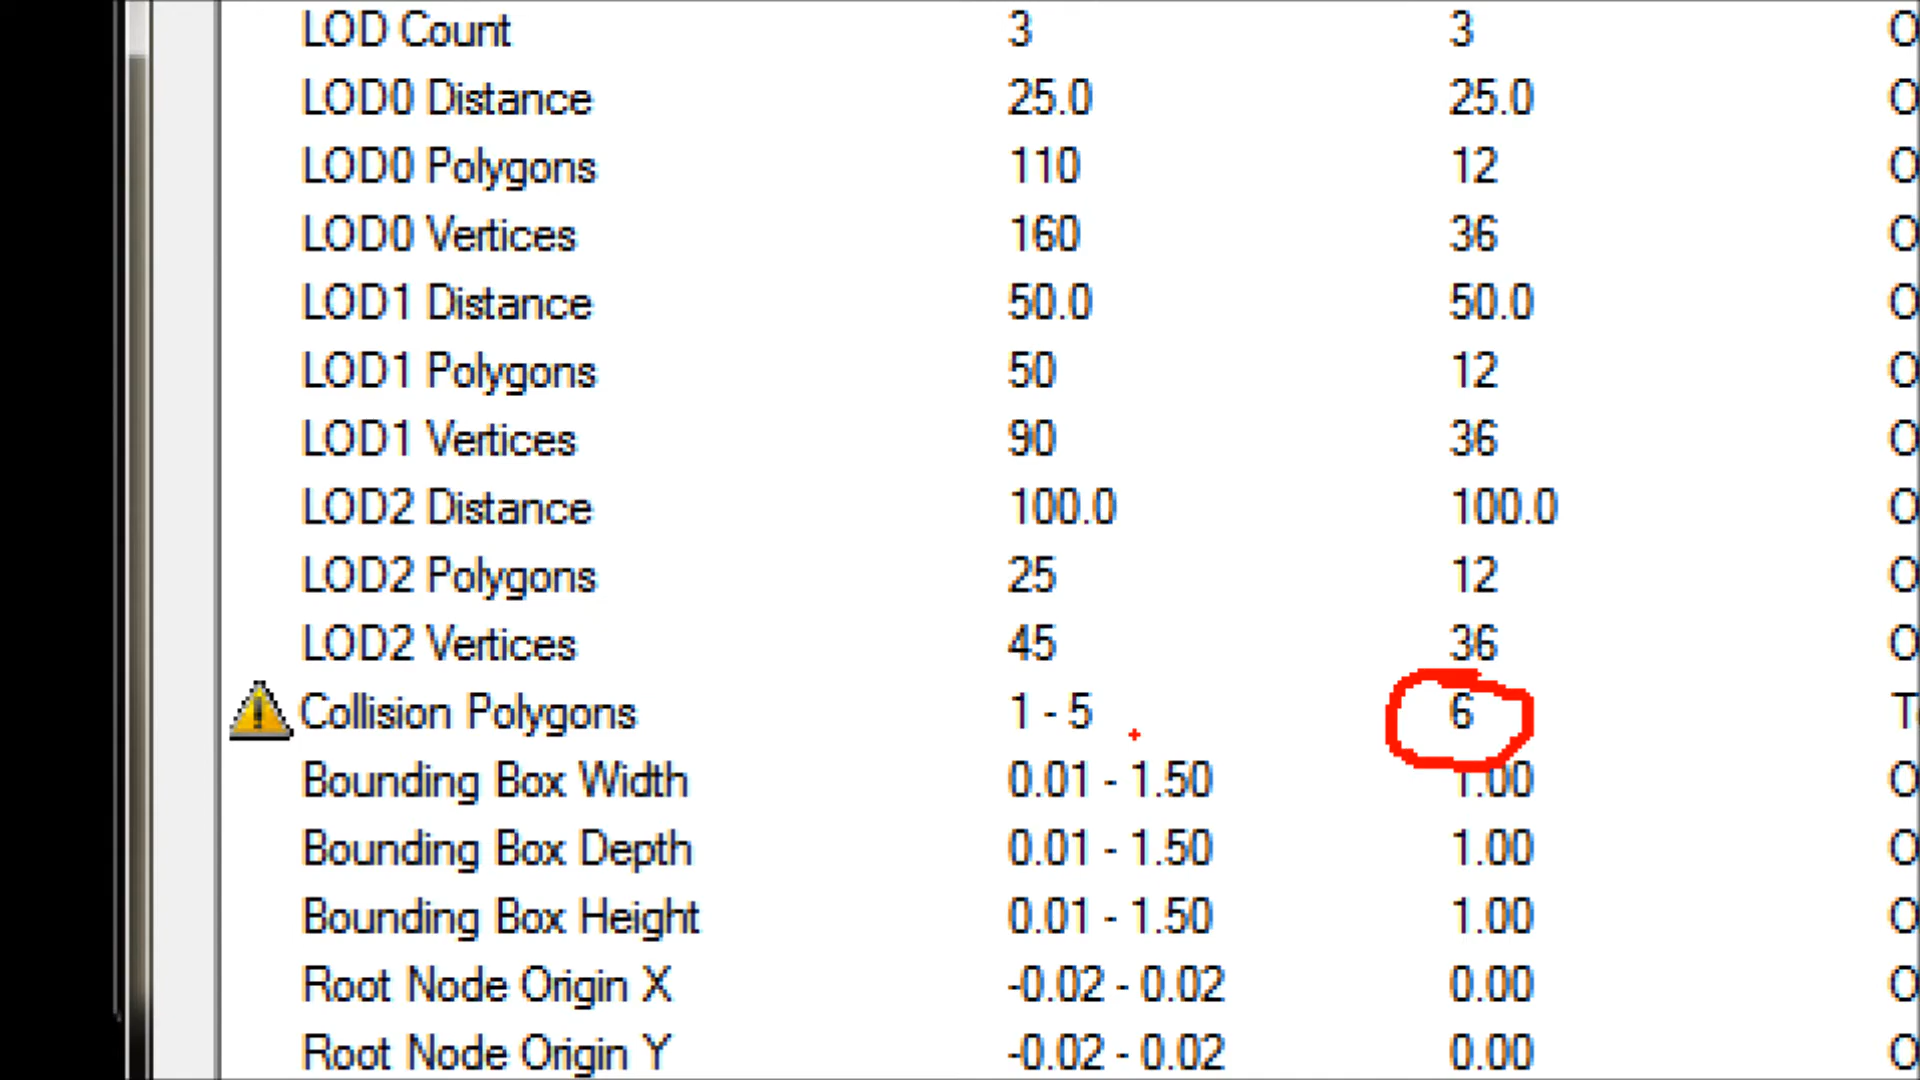 LOD Count 3 3 O
LOD0 Distance 25.0 25.0 O
LOD0 Polygons 110 12 O
LOD0 Vertices 160 36 O
LOD1 Distance 50.0 50.0 O
LOD1 Polygons 50 12 O
LOD1 Vertices 90 36 O
LOD2 Distance 100.0 100.0 O
LOD2 Polygons 25 12 O
LOD2 Vertices 45 36 O
Collision Polygons 1 - 5 6 T
Bounding Box Width 0.01 - 1.50 1.00 O
Bounding Box Depth 0.01 - 1.50 1.00 O
Bounding Box Height 0.01 - 1.50 1.00 O
Root Node Origin X -0.02 - 0.02 0.00 O
Root Node Origin Y -0.02 - 0.02 0.00 O